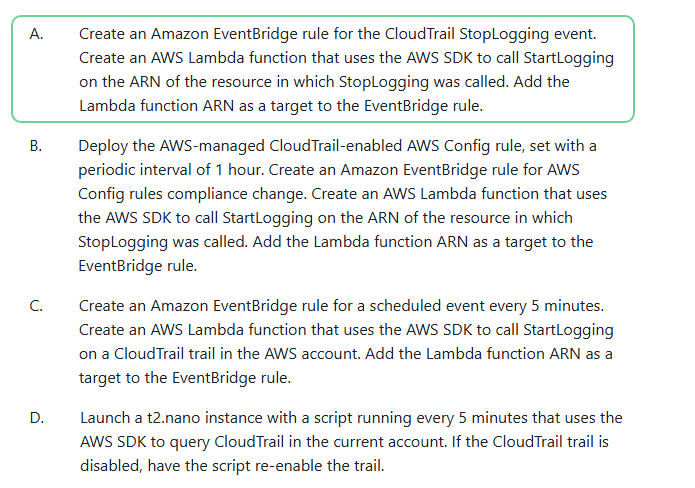 A. Create an Amazon EventBridge rule for the CloudTrail StopLogging event.
Create an AWS Lambda function that uses the AWS SDK to call StartLogging
on the ARN of the resource in which StopLogging was called. Add the
Lambda function ARN as a target to the EventBridge rule.
B. Deploy the AWS-managed CloudTrail-enabled AWS Config rule, set with a
periodic interval of 1 hour. Create an Amazon EventBridge rule for AWS
Config rules compliance change. Create an AWS Lambda function that uses
the AWS SDK to call StartLogging on the ARN of the resource in which
StopLogging was called. Add the Lambda function ARN as a target to the
EventBridge rule.
C. Create an Amazon EventBridge rule for a scheduled event every 5 minutes.
Create an AWS Lambda function that uses the AWS SDK to call StartLogging
on a CloudTrail trail in the AWS account. Add the Lambda function ARN as a
target to the EventBridge rule.
D. Launch a t2.nano instance with a script running every 5 minutes that uses the
AWS SDK to query CloudTrail in the current account. If the CloudTrail trail is
disabled, have the script re-enable the trail.